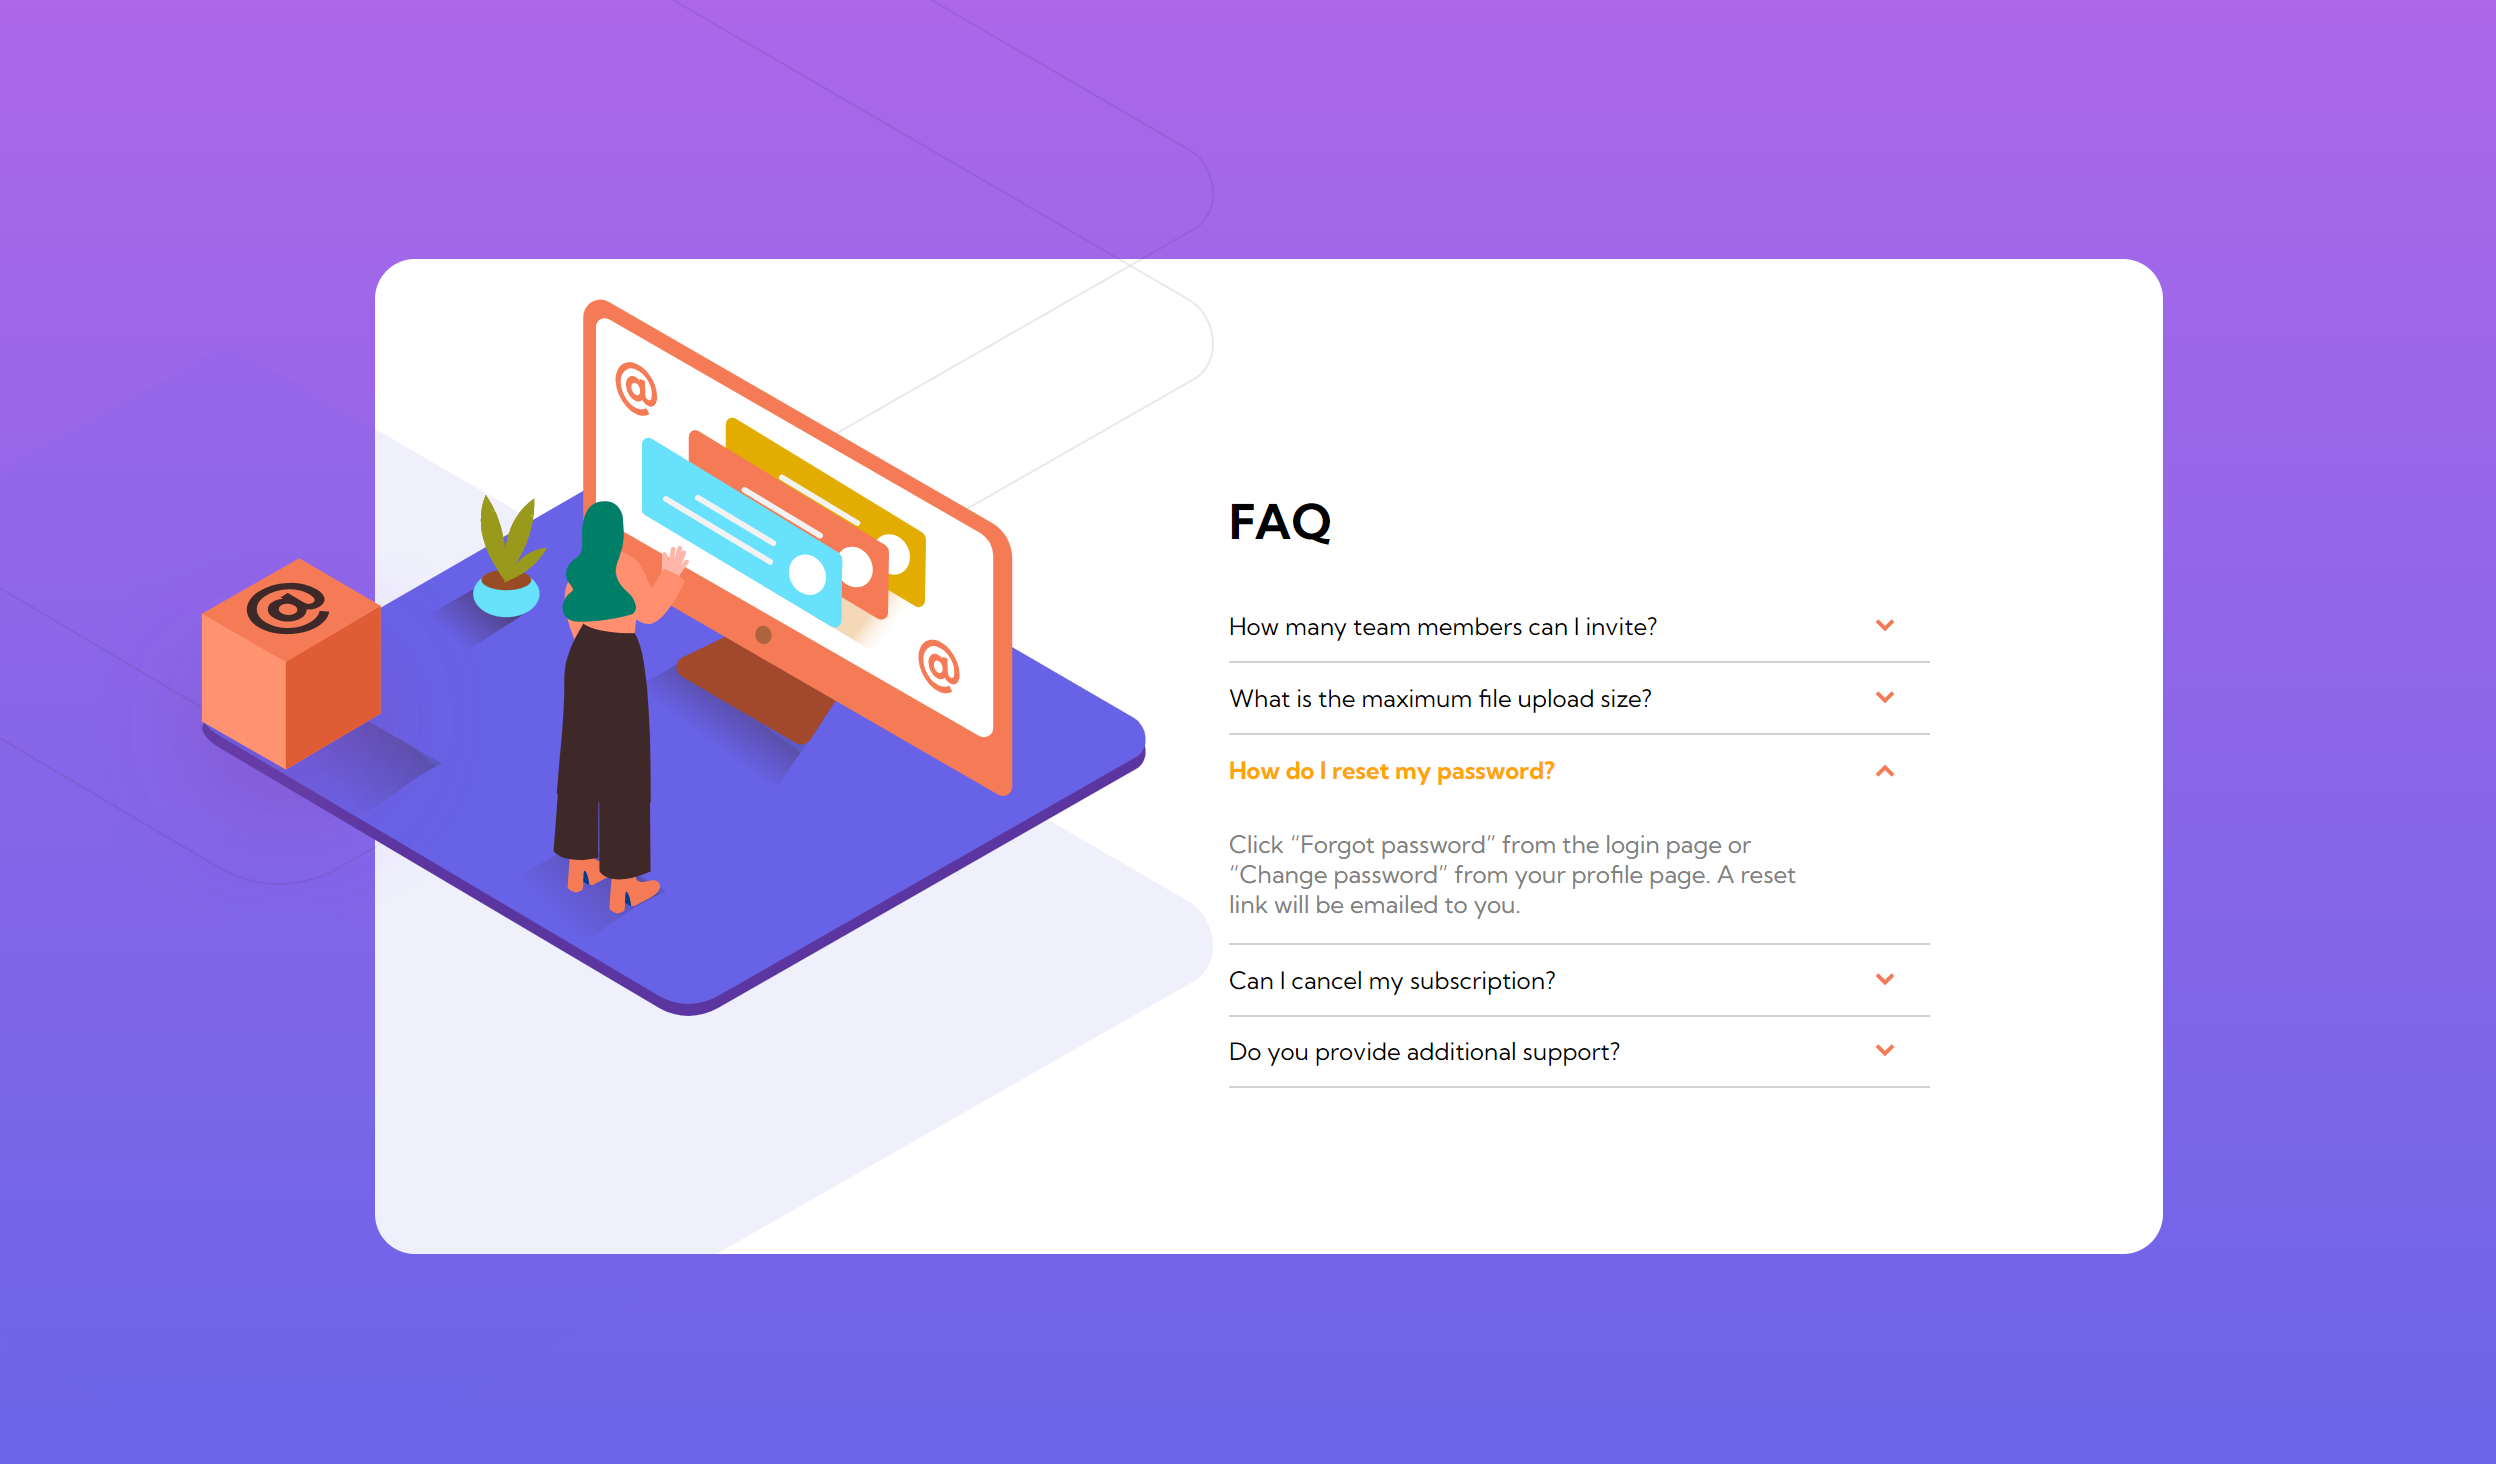 @
@
@
FAQ
How many team members can I invite?
What is the maximum file upload size?
How do I reset my password?
Click “Forgot password” from the login page or
“Change password” from your profile page. A reset
link will be emailed to you.
Can I cancel my subscription?
Do you provide additional support?